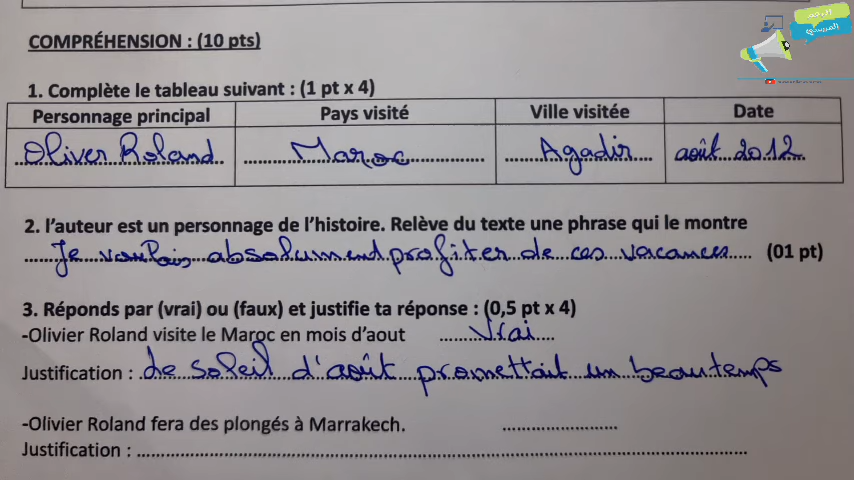 COMPRÉHENSION : (10 pts)
1. Complète le tableau suivant : (1 pt x 4)
Personnage principal Pays visité Ville visitée Date
Oliver Roland Maroc Agadir août 2012
2. l'auteur est un personnage de l'histoire. Relève du texte une phrase qui le montre
Je voulais absolument profiter de ces vacances (01 pt)
3. Réponds par (vrai) ou (faux) et justifie ta réponse : (0,5 pt x 4)
-Olivier Roland visite le Maroc en mois d'aout vrai
Justification : Le soleil d'août promettait un beau temps
-Olivier Roland fera des plongés à Marrakech.
Justification :